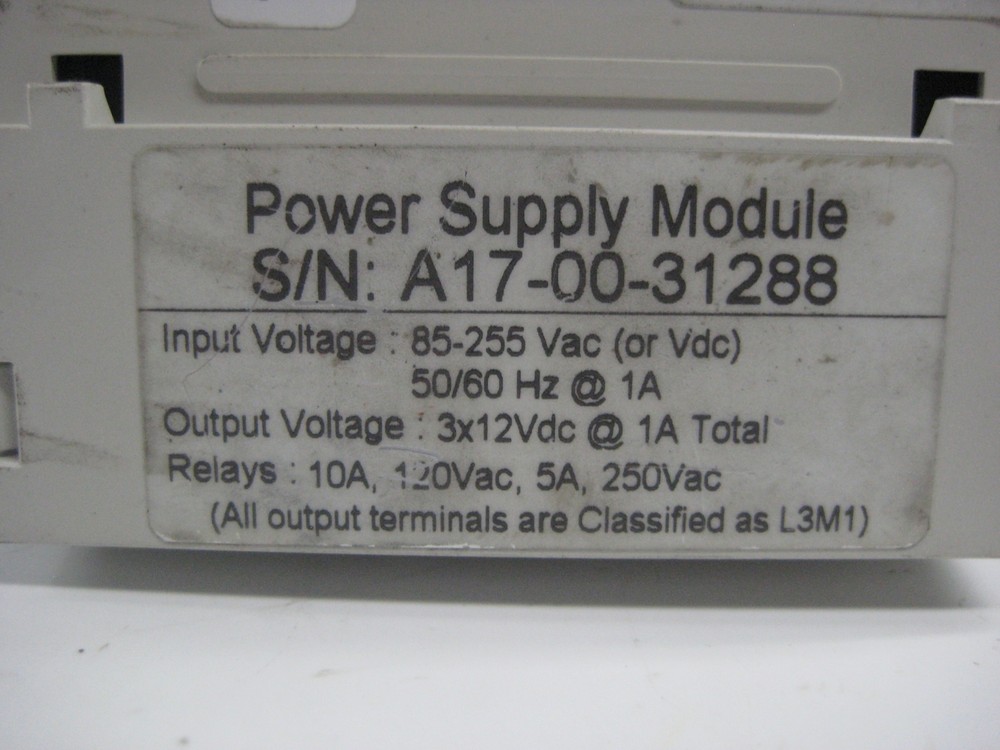 Power Supply Module
S/N: A17-00-31288
Input Voltage : 85-255 Vac (or Vdc)
50/60 Hz @ 1A
Output Voltage : 3x12Vdc @ 1A Total
Relays : 10A, 120Vac, 5A, 250Vac
(All output terminals are Classified as L3M1)